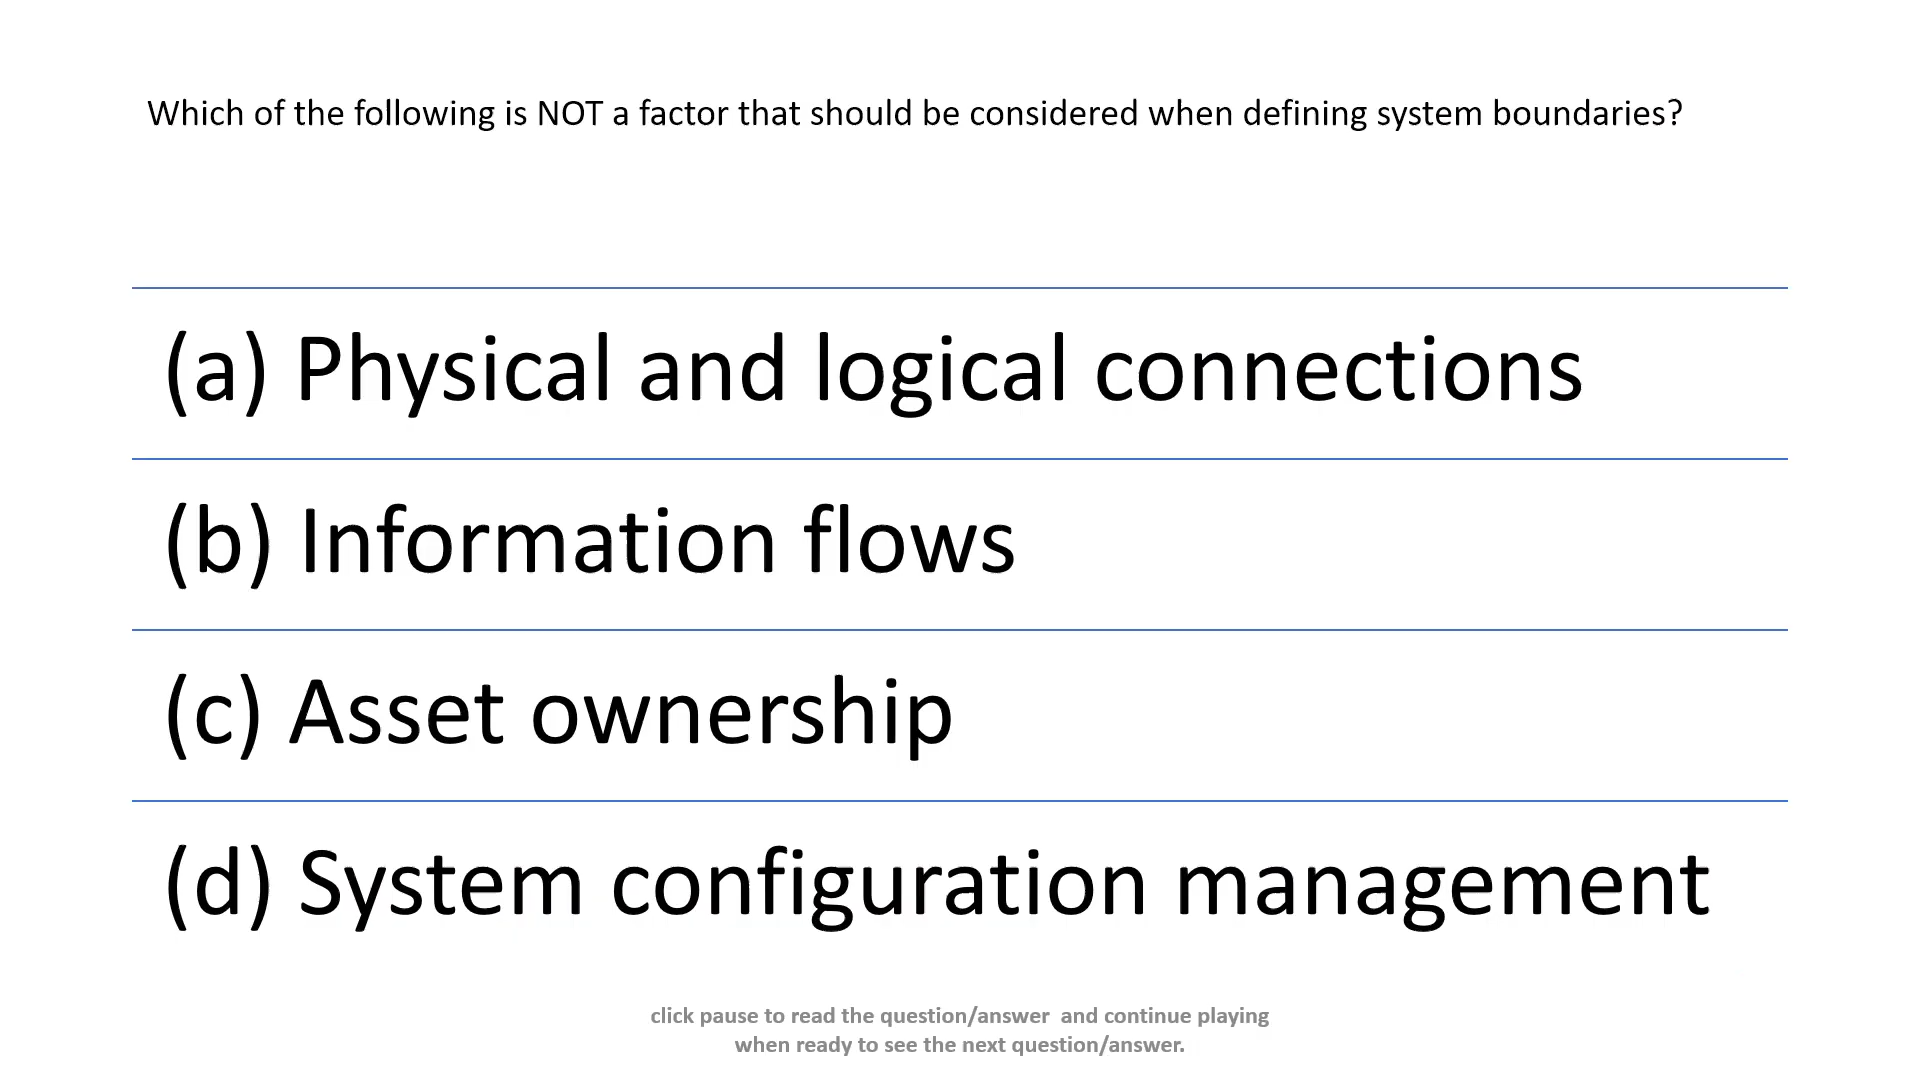 Which of the following is NOT a factor that should be considered when defining system boundaries?
(a) Physical and logical connections
(b) Information flows
(c) Asset ownership
(d) System configuration management
click pause to read the question/answer  and continue playing
when ready to see the next question/answer.